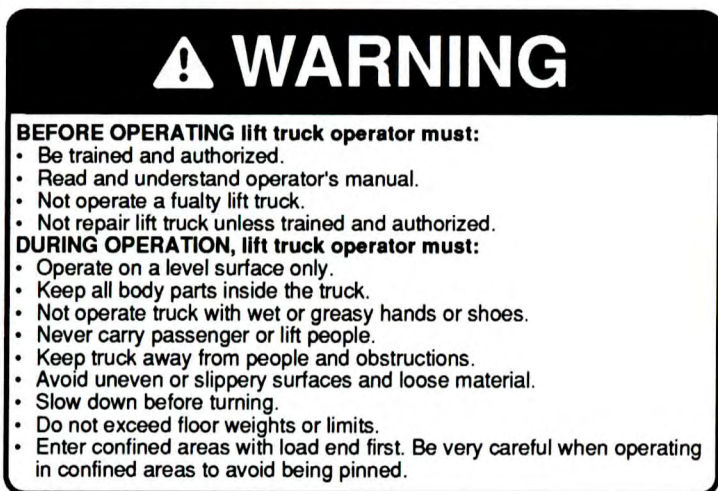 WARNING
BEFORE OPERATING lift truck operator must:
• Be trained and authorized.
• Read and understand operator's manual.
• Not operate a fualty lift truck.
• Not repair lift truck unless trained and authorized.
DURING OPERATION, lift truck operator must:
• Operate on a level surface only.
• Keep all body parts inside the truck.
• Not operate truck with wet or greasy hands or shoes.
• Never carry passenger or lift people.
• Keep truck away from people and obstructions.
• Avoid uneven or slippery surfaces and loose material.
• Slow down before turning.
• Do not exceed floor weights or limits.
• Enter confined areas with load end first. Be very careful when operating
in confined areas to avoid being pinned.